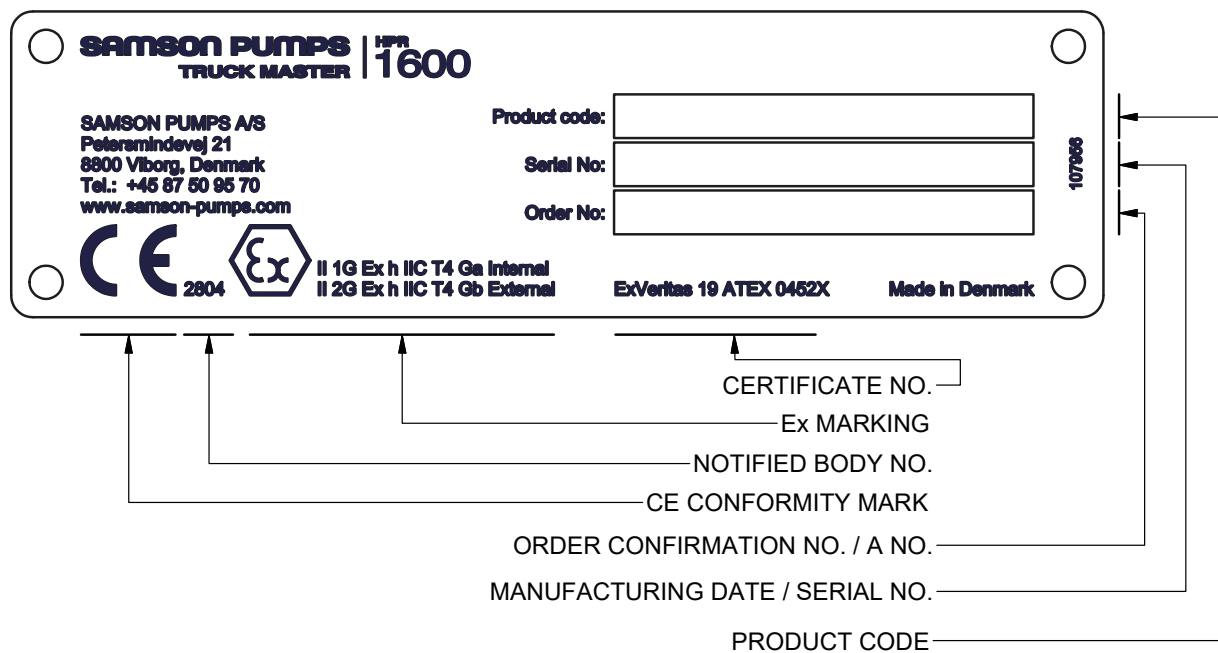 SAMSON PUMPS
TRUCK MASTER
HPR
1600
SAMSON PUMPS A/S
Petersmindevej 21
8800 Viborg, Denmark
Tel.: +45 87 50 95 70
www.samson-pumps.com
Product code:
Serial No:
Order No:
107956
CE
2804
Ex
II 1G Ex h IIC T4 Ga Internal
II 2G Ex h IIC T4 Gb External
ExVeritas 19 ATEX 0452X
Made in Denmark
CERTIFICATE NO.
Ex MARKING
NOTIFIED BODY NO.
CE CONFORMITY MARK
ORDER CONFIRMATION NO. / A NO.
MANUFACTURING DATE / SERIAL NO.
PRODUCT CODE